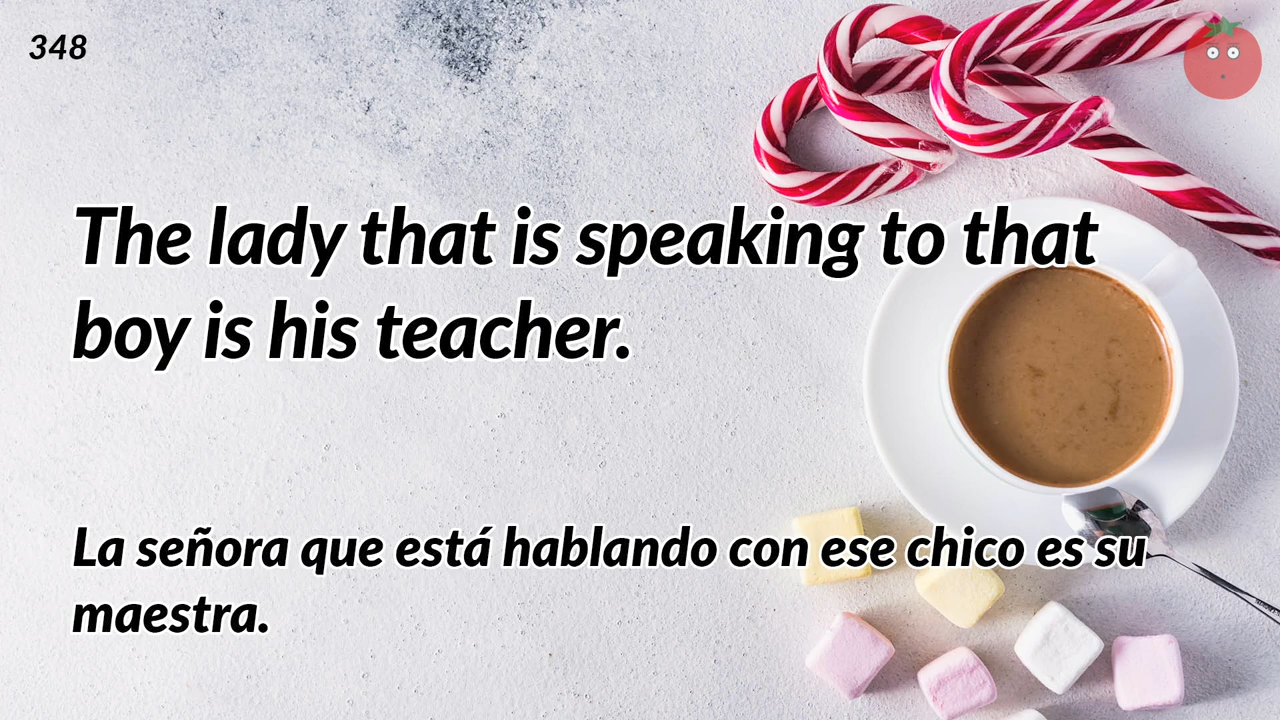 348
The lady that is speaking to that
boy is his teacher.
La señora que está hablando con ese chico es su
maestra.